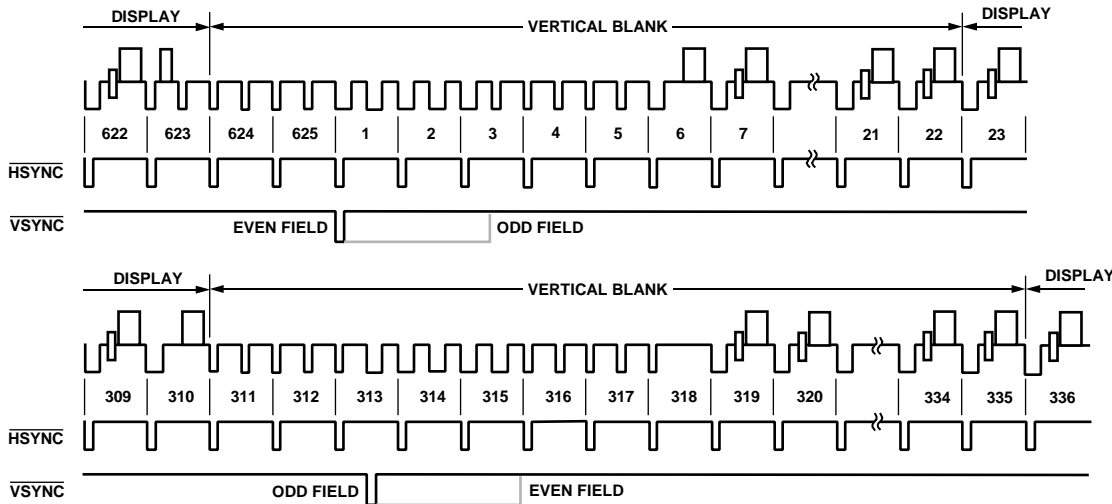 DISPLAY VERTICAL BLANK DISPLAY
622 623 624 625 1 2 3 4 5 6 7 21 22 23
HSYNC
VSYNC
EVEN FIELD ODD FIELD
DISPLAY VERTICAL BLANK DISPLAY
309 310 311 312 313 314 315 316 317 318 319 320 334 335 336
HSYNC
VSYNC
ODD FIELD EVEN FIELD